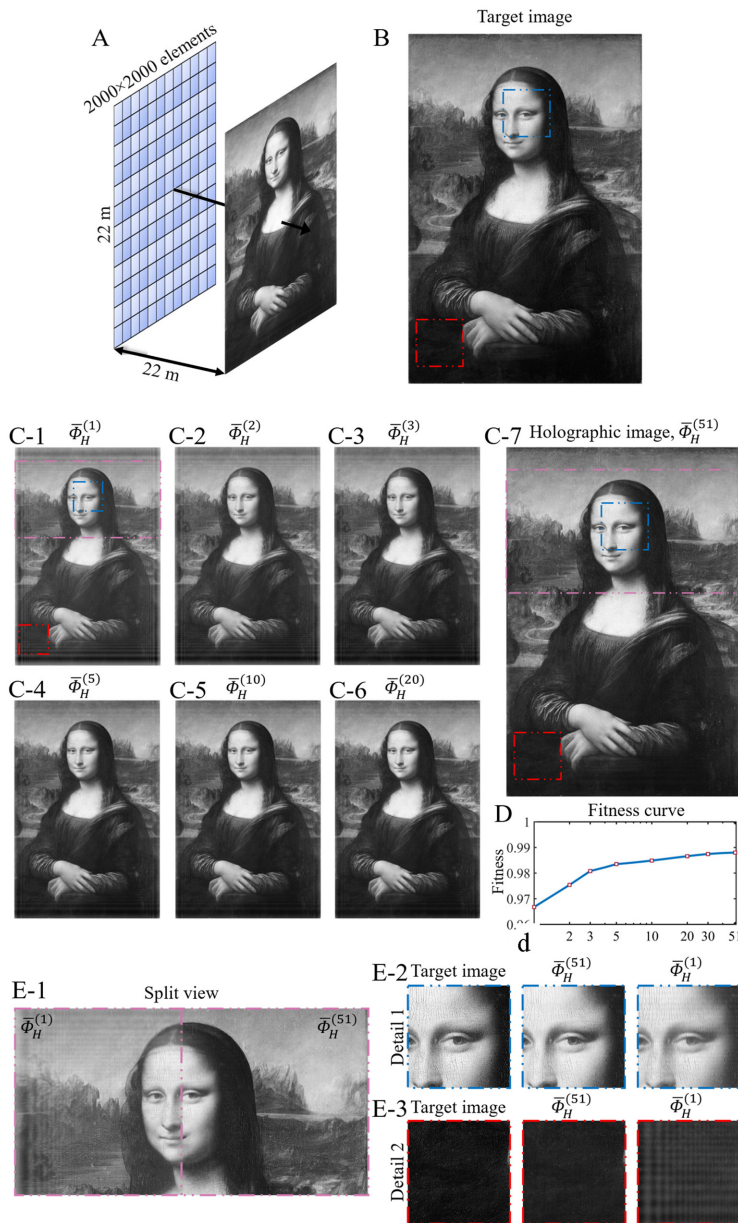 A
2000×2000 elements
22 m
22 m
B
Target image
C-1 Φ̅_H^(1)
C-2 Φ̅_H^(2)
C-3 Φ̅_H^(3)
C-4 Φ̅_H^(5)
C-5 Φ̅_H^(10)
C-6 Φ̅_H^(20)
C-7 Holographic image, Φ̅_H^(51)
D
Fitness curve
Fitness
1
0.99
0.98
0.97
0.96
2 3 5 10 20 30 51
d
E-1
Split view
Φ̅_H^(1)
Φ̅_H^(51)
E-2 Target image Φ̅_H^(51) Φ̅_H^(1)
Detail 1
E-3 Target image Φ̅_H^(51) Φ̅_H^(1)
Detail 2